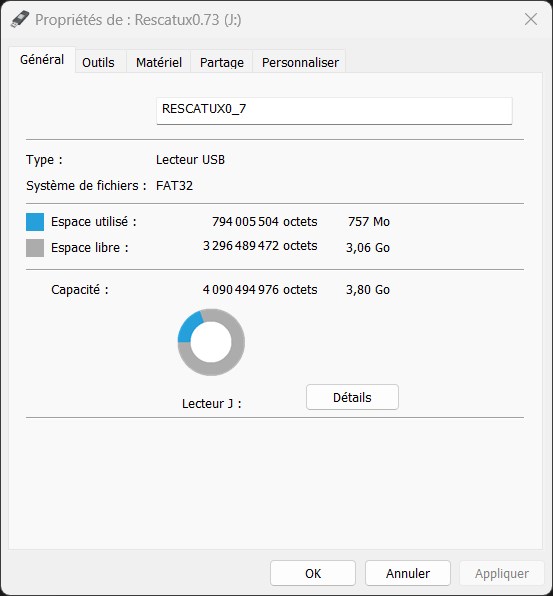 Propriétés de : Rescatux0.73 (J:)
Général Outils Matériel Partage Personnaliser
RESCATUX0_7
Type : Lecteur USB
Système de fichiers : FAT32
Espace utilisé : 794 005 504 octets 757 Mo
Espace libre : 3 296 489 472 octets 3,06 Go
Capacité : 4 090 494 976 octets 3,80 Go
Lecteur J : Détails
OK Annuler Appliquer